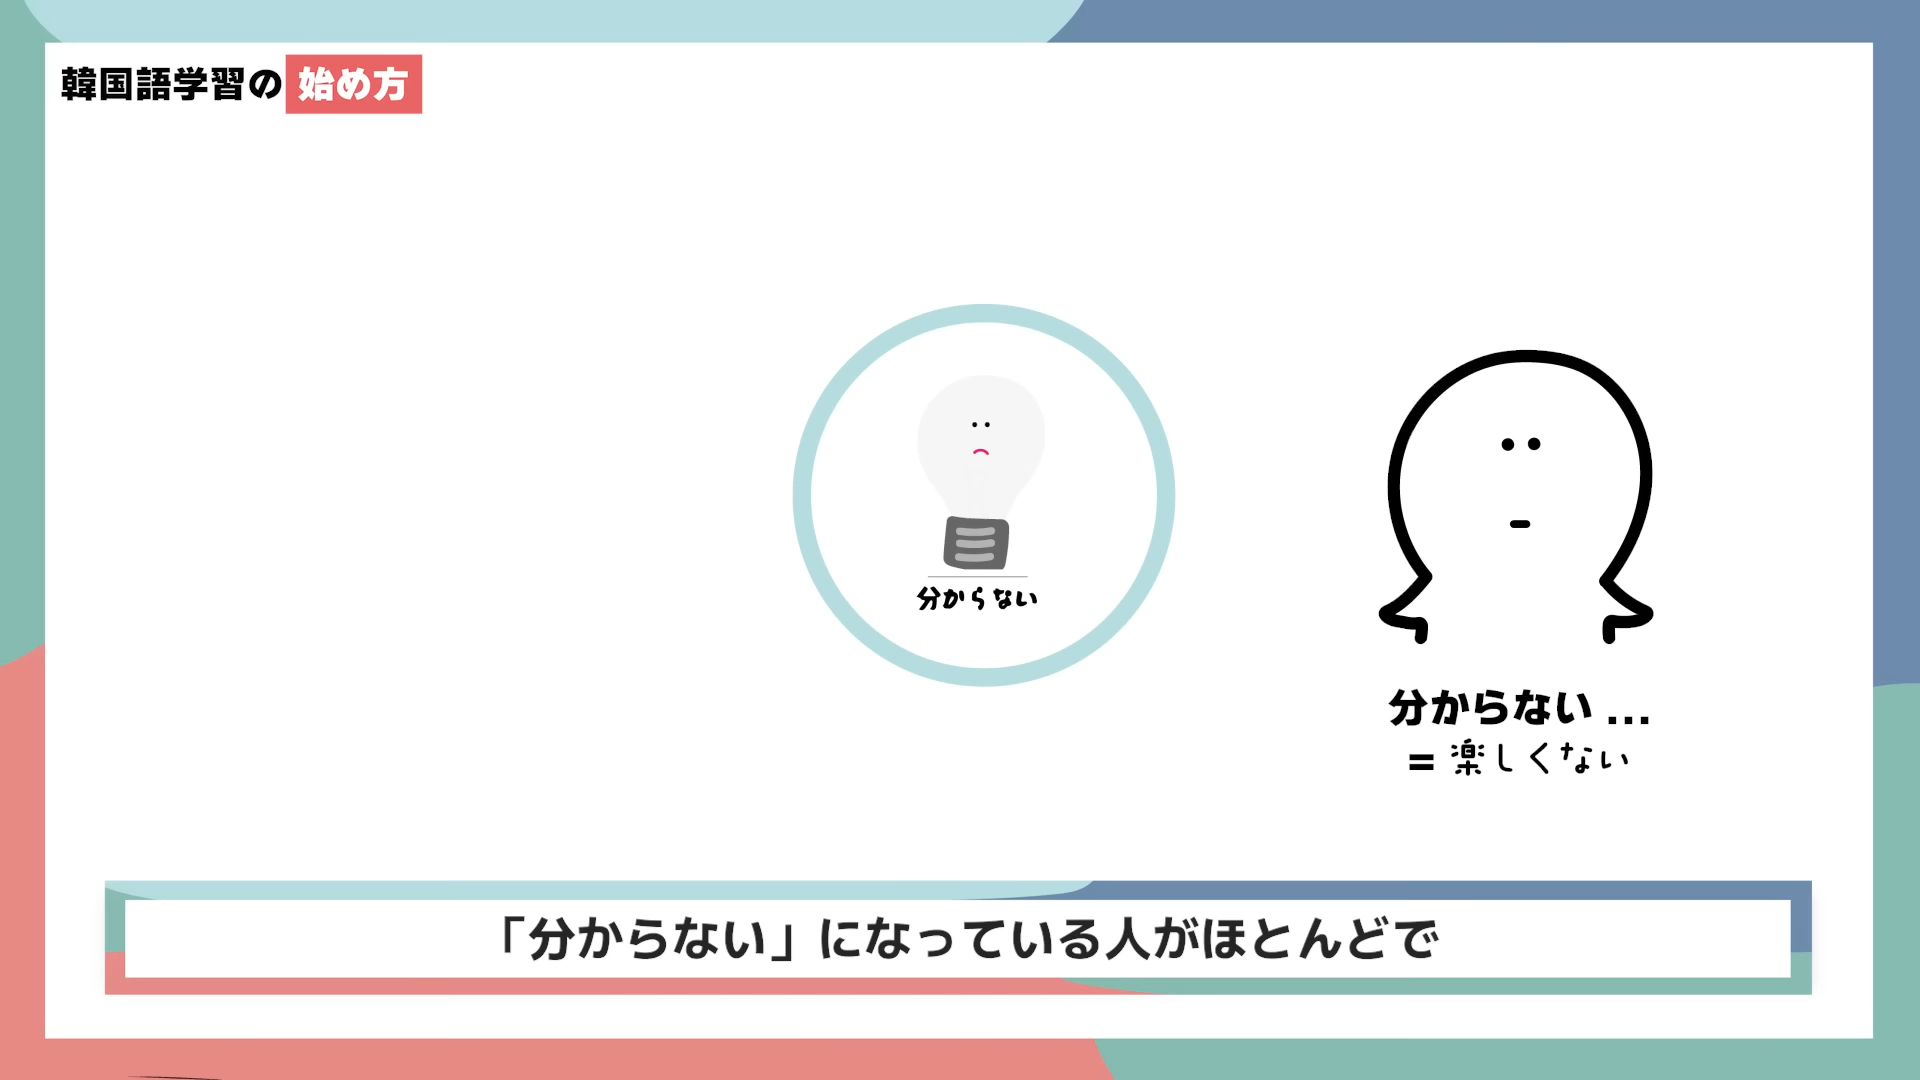 韓国語学習の 始め方
分からない
分からない ...
= 楽しくない
「分からない」になっている人がほとんどで